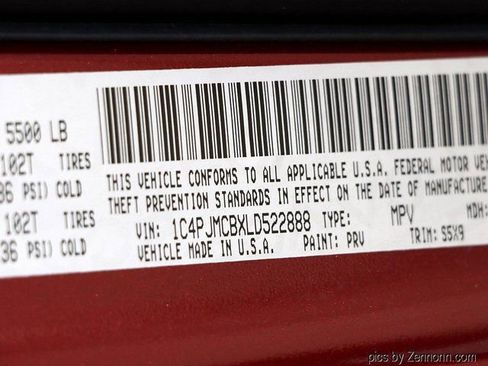 5500 LB
102T TIRES
36 PSI) COLD
102T TIRES
36 PSI) COLD
THIS VEHICLE CONFORMS TO ALL APPLICABLE U.S.A. FEDERAL MOTOR
THEFT PREVENTION STANDARDS IN EFFECT ON THE DATE OF MANUFACTURE
VIN: 1C4PJMCBXLD522888 TYPE: MPV MDH:
VEHICLE MADE IN U.S.A. PAINT: PRV TRIM: S5X9
pics by Zennonn.com